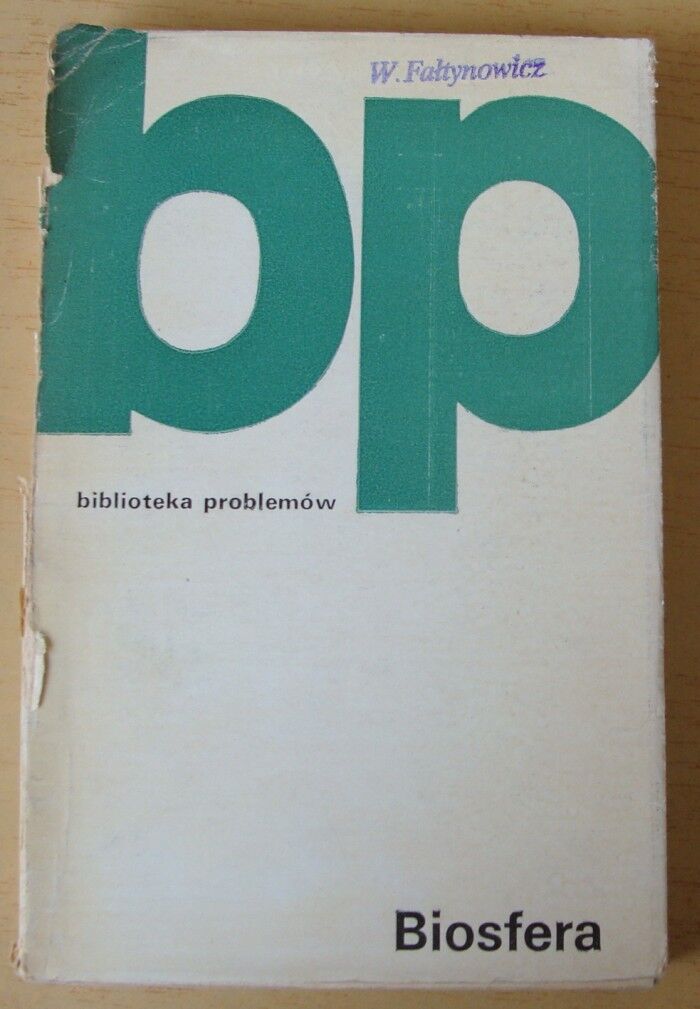 W. Fałtynowicz
bp
biblioteka problemów
Biosfera